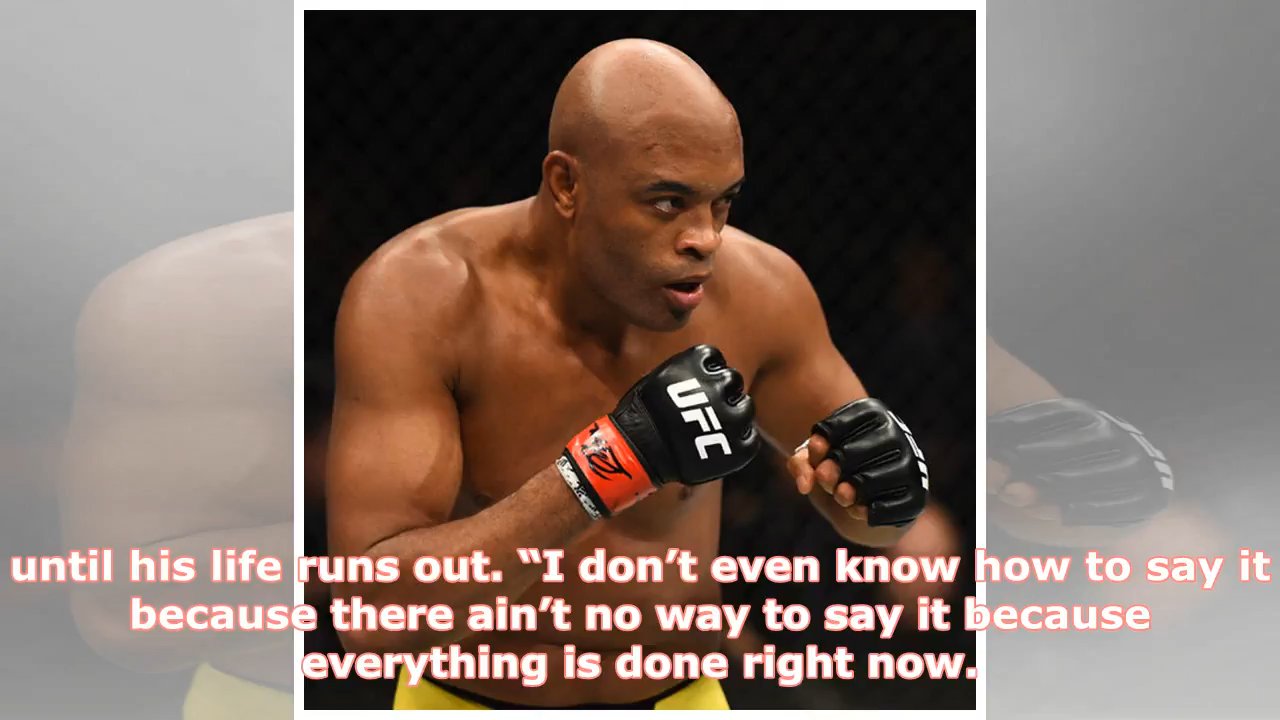 UFC
until his life runs out. “I don’t even know how to say it
because there ain’t no way to say it because
everything is done right now.